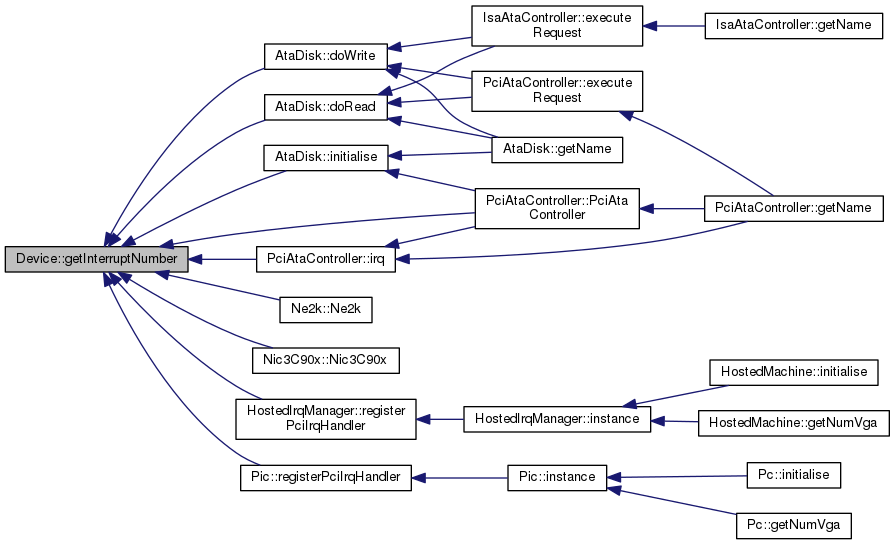 Device::getInterruptNumber
AtaDisk::doWrite
AtaDisk::doRead
AtaDisk::initialise
PciAtaController::irq
Ne2k::Ne2k
Nic3C90x::Nic3C90x
HostedIrqManager::register
PciIrqHandler
Pic::registerPciIrqHandler
IsaAtaController::execute
Request
PciAtaController::execute
Request
AtaDisk::getName
PciAtaController::PciAta
Controller
HostedIrqManager::instance
Pic::instance
IsaAtaController::getName
PciAtaController::getName
HostedMachine::initialise
HostedMachine::getNumVga
Pc::initialise
Pc::getNumVga